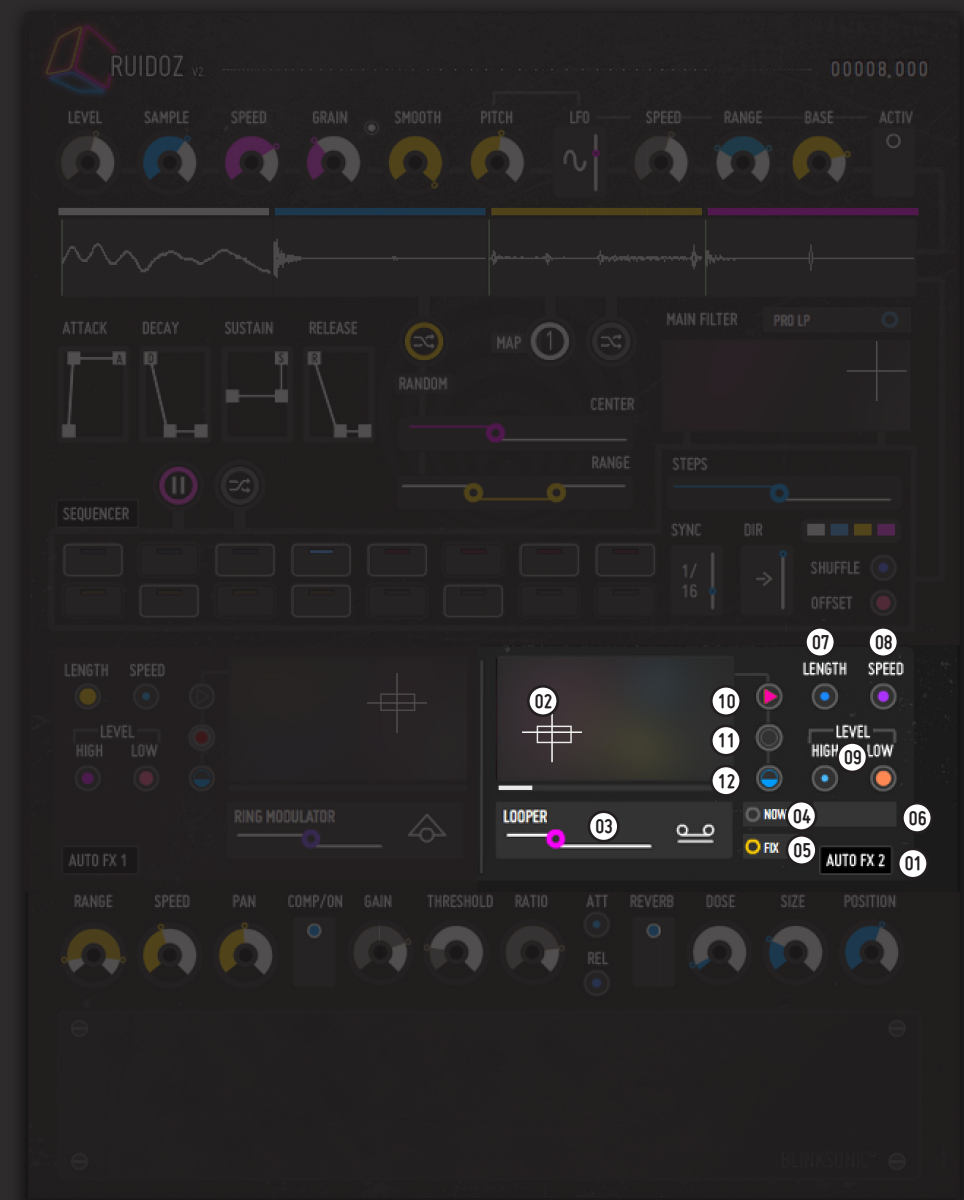 RUIDOZ V2
00008,000
LEVEL SAMPLE SPEED GRAIN SMOOTH PITCH LFO SPEED RANGE BASE ACTIV
ATTACK DECAY SUSTAIN RELEASE
A D S R
RANDOM
MAP 1
CENTER
RANGE
MAIN FILTER PRO LP
STEPS
SEQUENCER
SYNC DIR
1/
16
SHUFFLE
OFFSET
LENGTH SPEED
LEVEL
HIGH LOW
RING MODULATOR
AUTO FX 1
07 08
LENGTH SPEED
02
10
11
12
LEVEL
HIGH 09 LOW
LOOPER
03
NOW 04
06
FIX 05
AUTO FX 2 01
RANGE SPEED PAN COMP/ON GAIN THRESHOLD RATIO ATT REVERB DOSE SIZE POSITION
REL
BLINKSONIC™